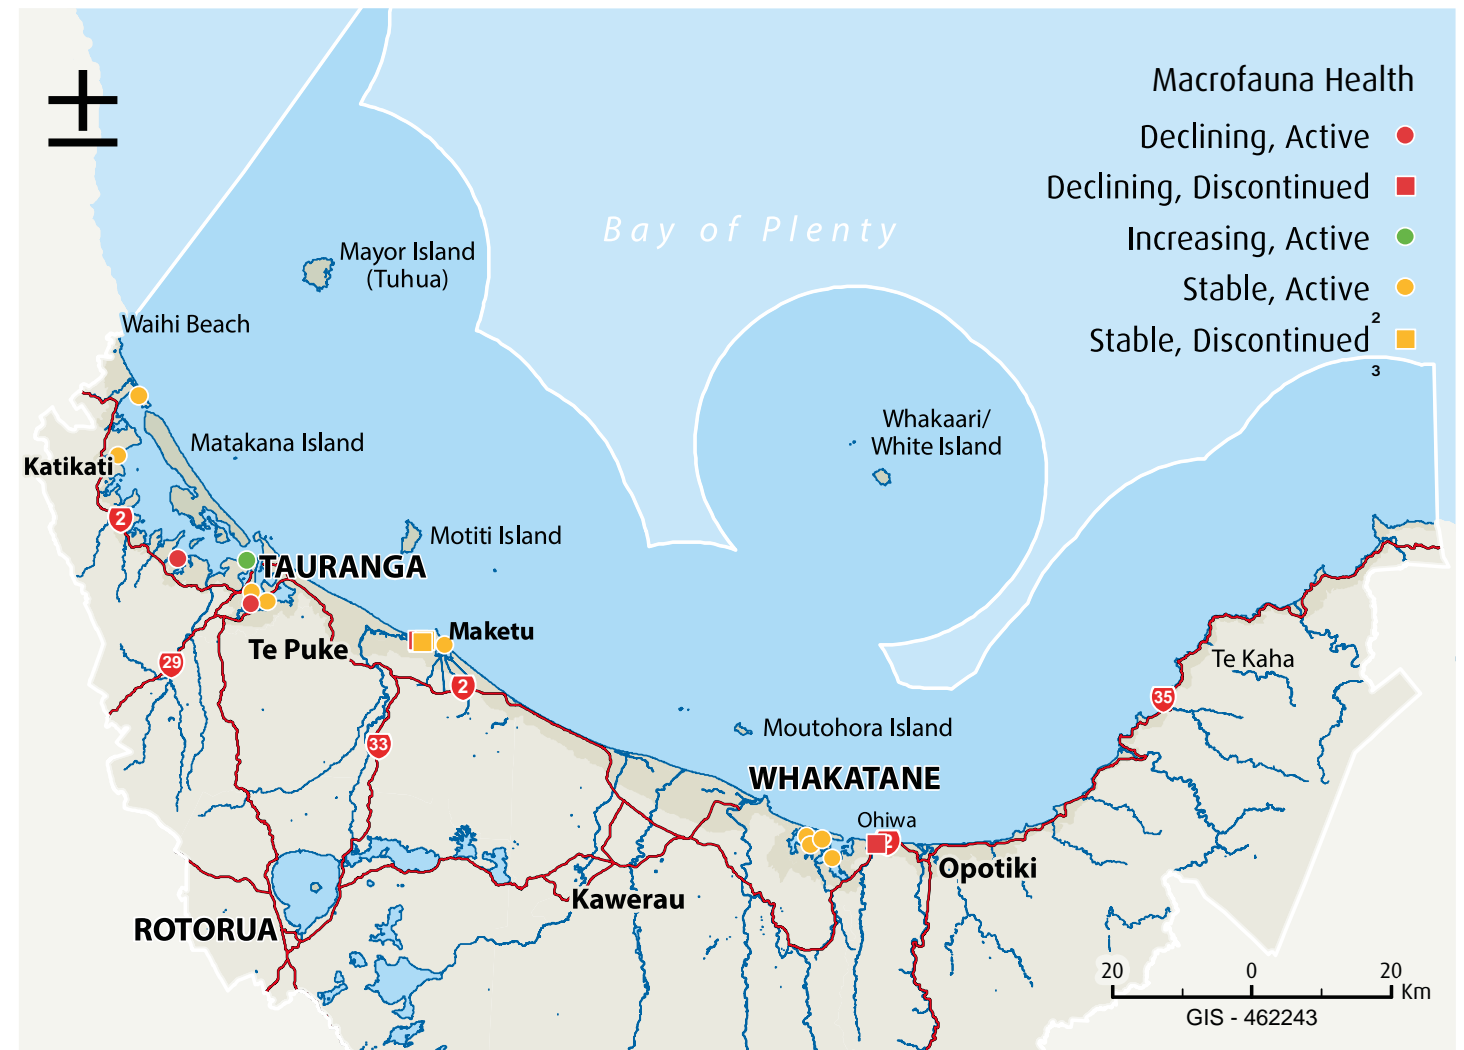 Macrofauna Health
Declining, Active
Declining, Discontinued
Increasing, Active
Stable, Active
2
Stable, Discontinued
3
Bay of Plenty
Mayor Island
(Tuhua)
Waihi Beach
Matakana Island
Katikati
2
Whakaari/
White Island
Motiti Island
TAURANGA
Maketu
Te Puke
29
2
33
Te Kaha
35
Moutohora Island
WHAKATANE
Ohiwa
2
Opotiki
Kawerau
ROTORUA
20 0 20
Km
GIS - 462243